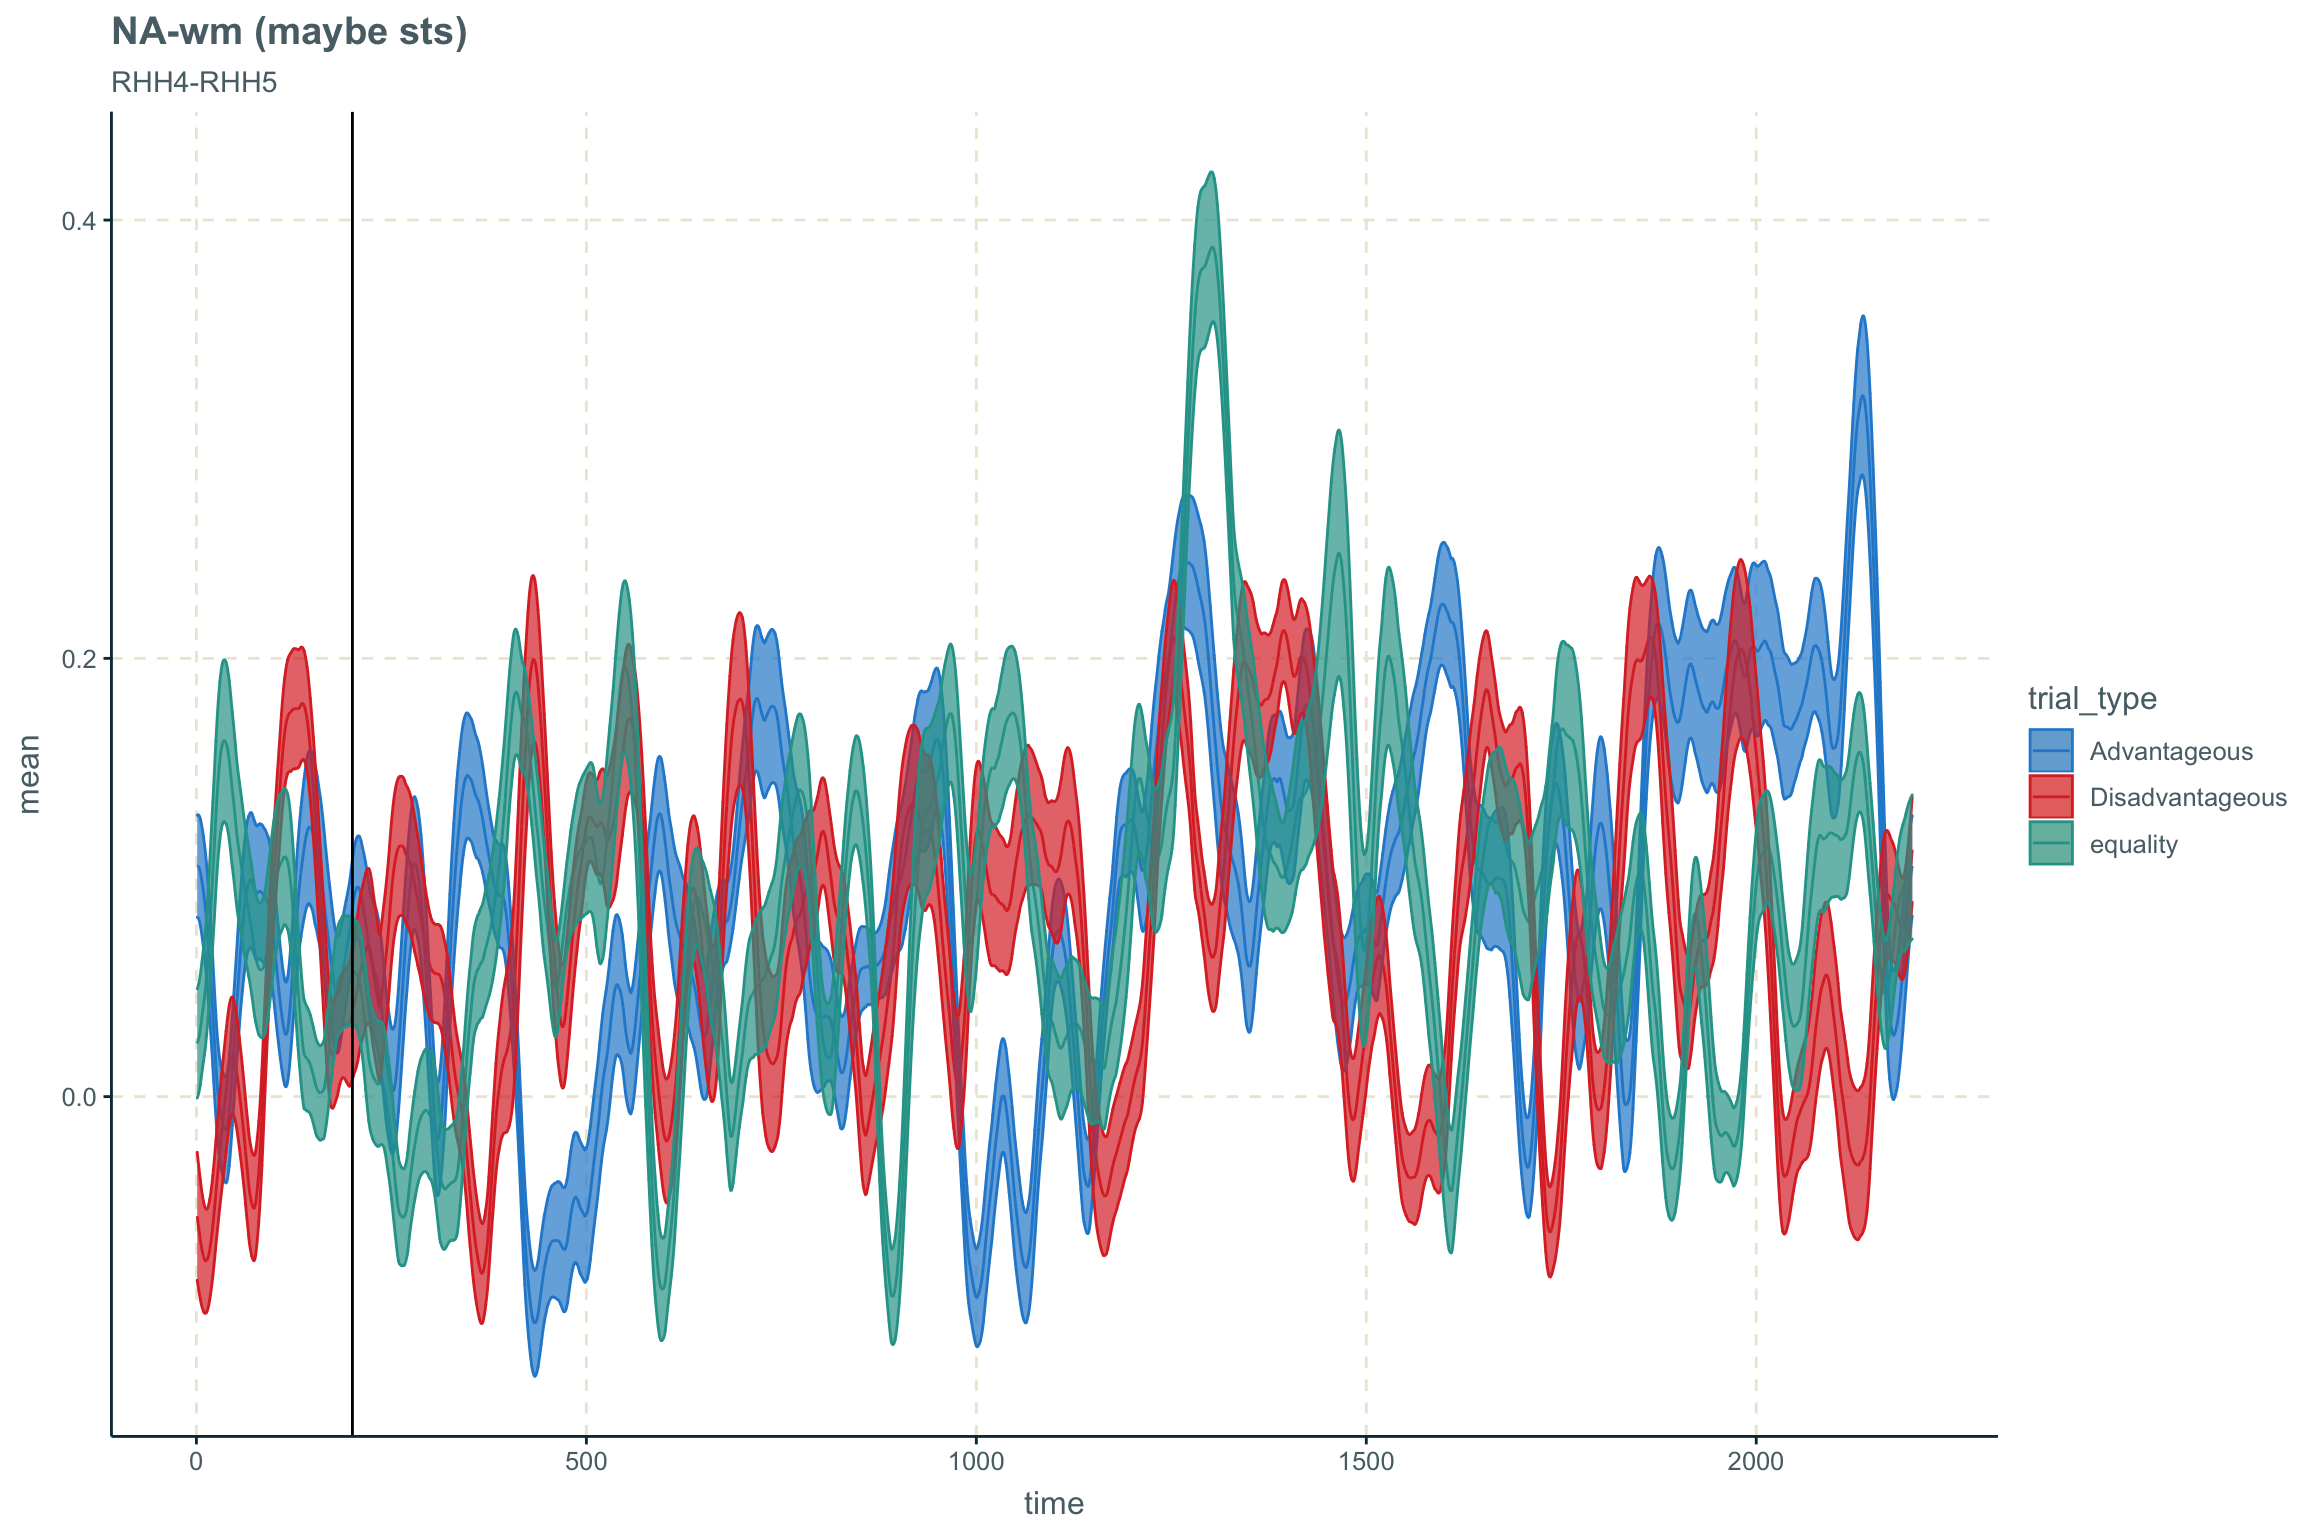 NA-wm (maybe sts)
RHH4-RHH5
mean
0.4
0.2
0.0
0
500
1000
1500
2000
time
trial_type
Advantageous
Disadvantageous
equality